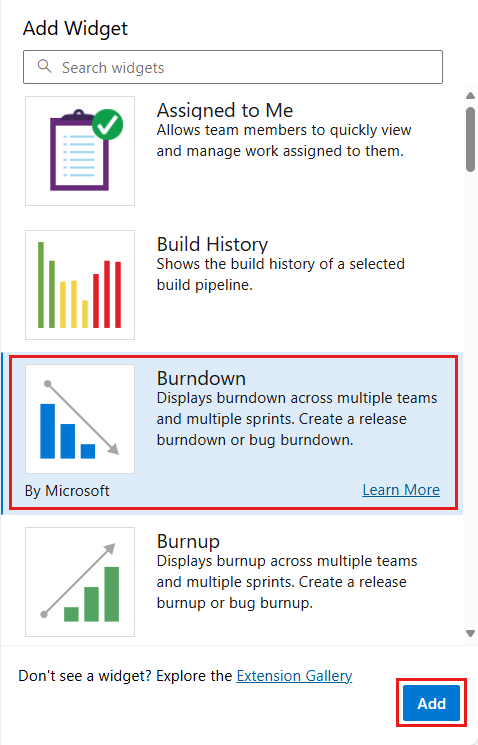 Add Widget
Search widgets
Assigned to Me
Allows team members to quickly view
and manage work assigned to them.
Build History
Shows the build history of a selected
build pipeline.
Burndown
Displays burndown across multiple teams
and multiple sprints. Create a release
burndown or bug burndown.
By Microsoft
Learn More
Burnup
Displays burnup across multiple teams
and multiple sprints. Create a release
burnup or bug burnup.
Don't see a widget? Explore the Extension Gallery
Add